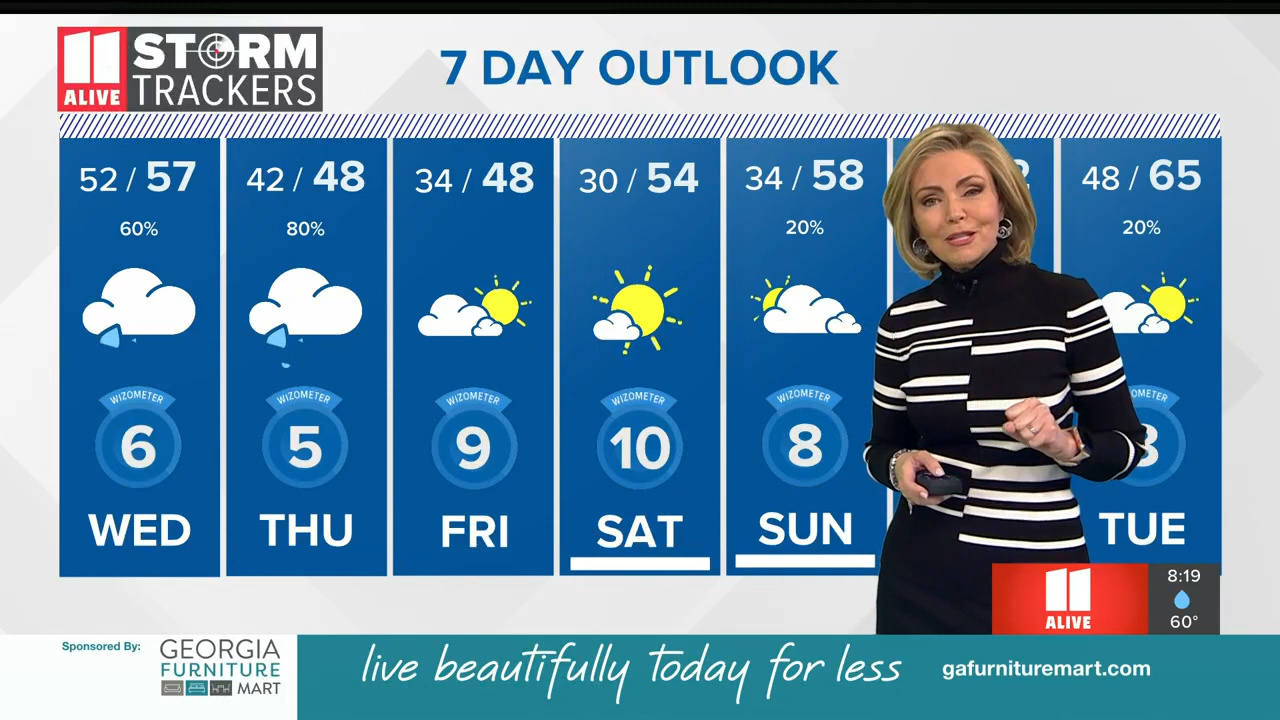 11 ALIVE
STORM
TRACKERS
7 DAY OUTLOOK
52 / 57
42 / 48
34 / 48
30 / 54
34 / 58
48 / 65
60%
80%
20%
20%
WIZOMETER
WIZOMETER
WIZOMETER
WIZOMETER
WIZOMETER
6
5
9
10
8
WED
THU
FRI
SAT
SUN
TUE
11
ALIVE
8:19
60°
Sponsored By:
GEORGIA
FURNITURE
MART
live beautifully today for less
gafurnituremart.com